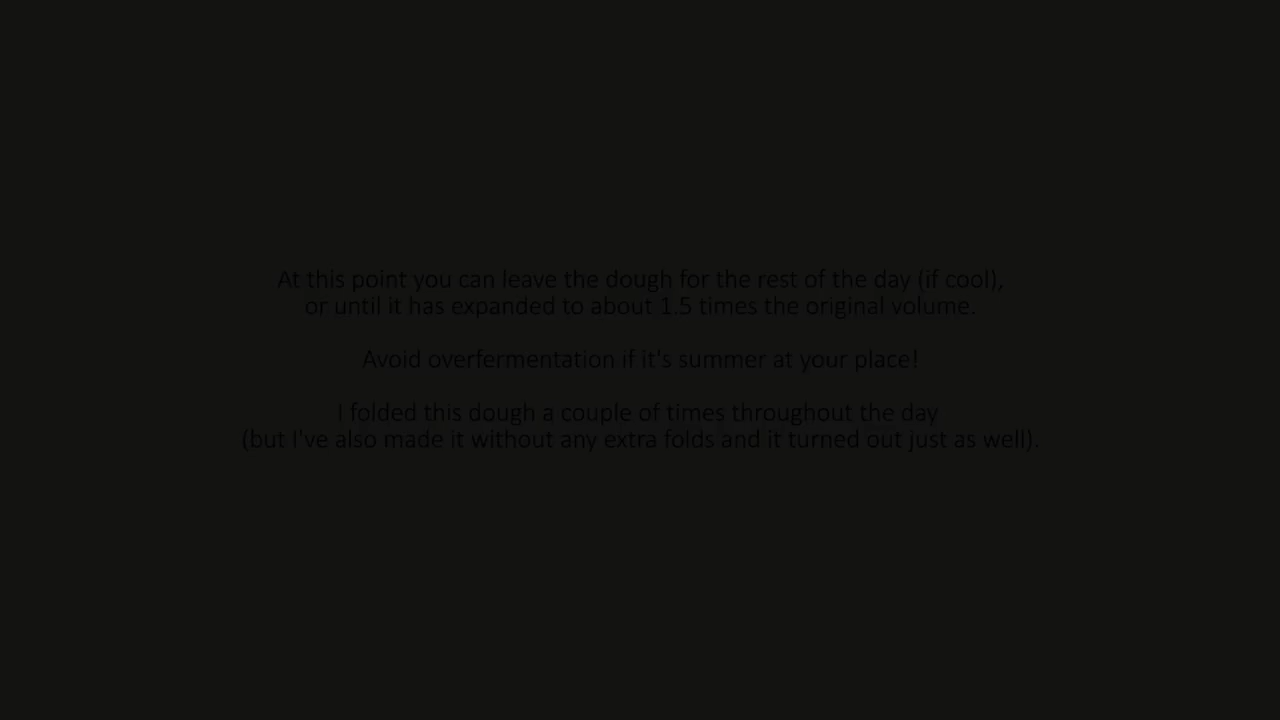 At this point you can leave the dough for the rest of the day (if cool),
or until it has expanded to about 1.5 times the original volume.
Avoid overfermentation if it's summer at your place!
I folded this dough a couple of times throughout the day
(but I've also made it without any extra folds and it turned out just as well).